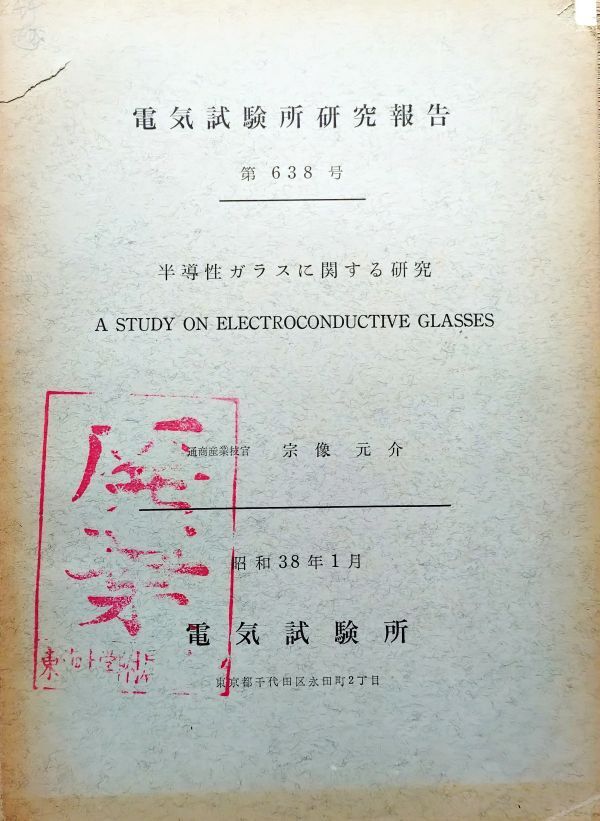 電気試験所研究報告
第 638 号
半導性ガラスに関する研究
A STUDY ON ELECTROCONDUCTIVE GLASSES
通商産業技官 宗像元介
昭和38年1月
電気試験所
東京都千代田区永田町2丁目
廃棄